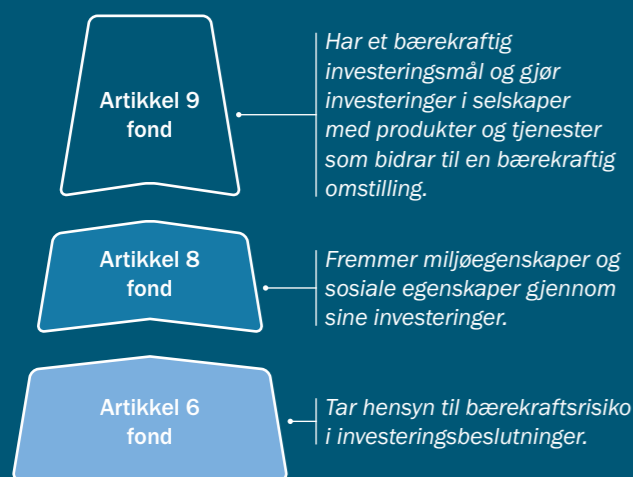 Artikkel 9
fond
Har et bærekraftig
investeringsmål og gjør
investeringer i selskaper
med produkter og tjenester
som bidrar til en bærekraftig
omstilling.
Artikkel 8
fond
Fremmer miljøegenskaper og
sosiale egenskaper gjennom
sine investeringer.
Artikkel 6
fond
Tar hensyn til bærekraftsrisiko
i investeringsbeslutninger.